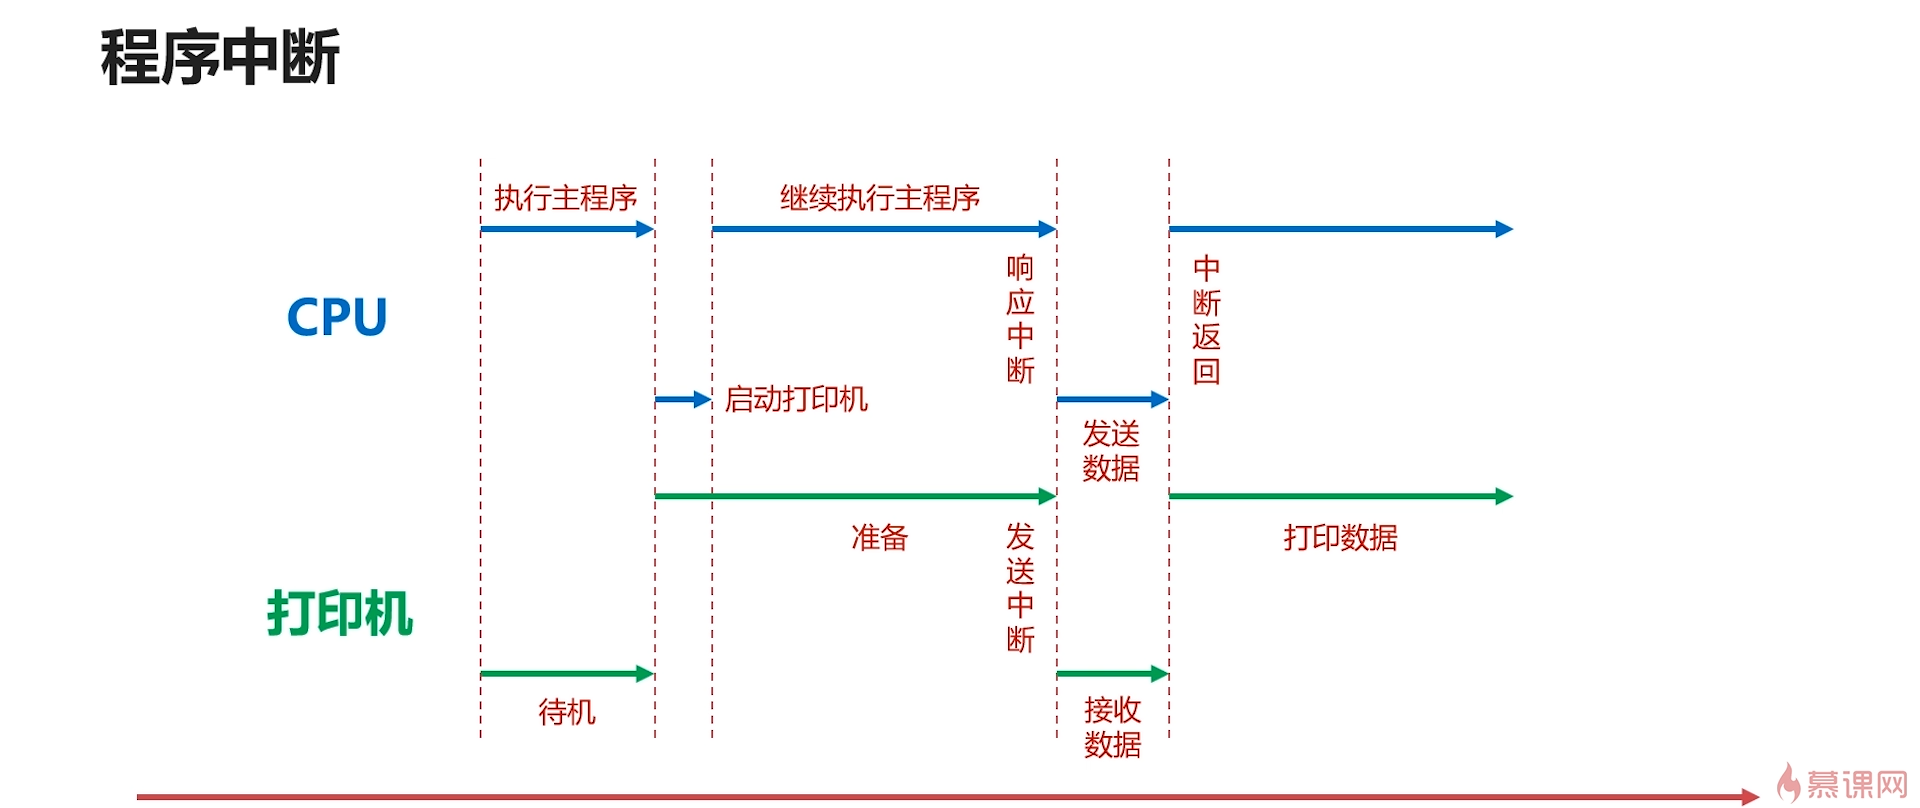 程序中断
执行主程序
继续执行主程序
响应中断
中断返回
CPU
启动打印机
发送
数据
准备
发送中断
打印数据
打印机
待机
接收
数据
慕课网